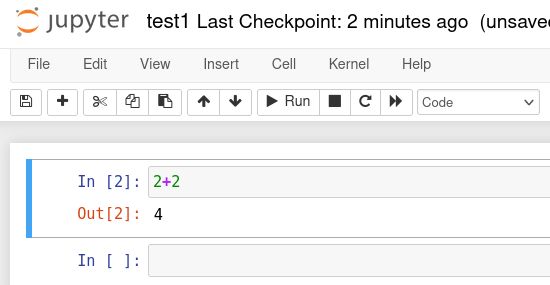 jupyter test1 Last Checkpoint: 2 minutes ago (unsave
File Edit View Insert Cell Kernel Help
Run Code
In [2]: 2+2
Out[2]: 4
In [ ]: